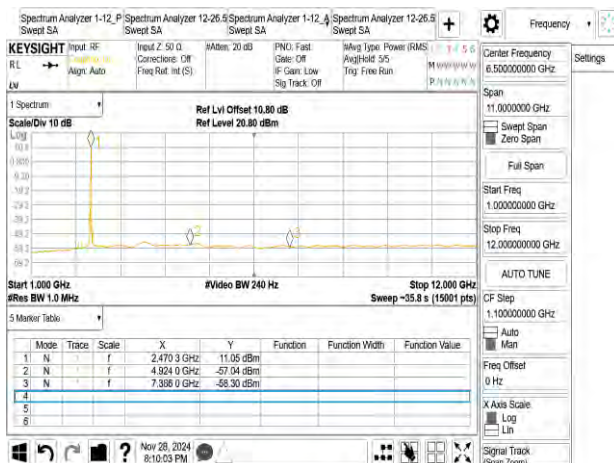 Spectrum Analyzer 1-12_P Spectrum Analyzer 12-26.5 Spectrum Analyzer 1-12_A Spectrum Analyzer 12-26.5
Swept SA Swept SA Swept SA Swept SA
+
Frequency
KEYSIGHT Input: RF Input Z: 50 Ω #Atten: 20 dB PNO: Fast #Avg Type: Power (RMS
RL Corrections: Off Gate: Off Avg|Hold: 5/5
Align: Auto Freq Ref: Int (S) IF Gain: Low Trig: Free Run
Sig Track: Off
Center Frequency
6.500000000 GHz
Settings
Span
11.0000000 GHz
Swept Span
Zero Span
Full Span
Start Freq
1.000000000 GHz
Stop Freq
12.000000000 GHz
AUTO TUNE
CF Step
1.100000000 GHz
Auto
Man
Freq Offset
0 Hz
X Axis Scale
Log
Lin
Signal Track
(Span Zoom)
1 Spectrum
Scale/Div 10 dB
Ref Lvl Offset 10.80 dB
Ref Level 20.80 dBm
Log
1
2
3
Start 1.000 GHz #Video BW 240 Hz Stop 12.000 GHz
#Res BW 1.0 MHz Sweep ~35.8 s (15001 pts)
5 Marker Table
Mode Trace Scale X Y Function Function Width Function Value
1 N f 2.470 3 GHz 11.05 dBm
2 N f 4.924 0 GHz -57.04 dBm
3 N f 7.386 0 GHz -58.30 dBm
4
5
6
?
Nov 28, 2024
8:10:03 PM